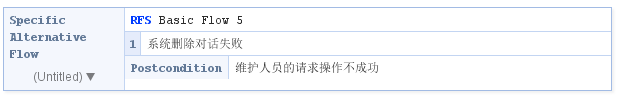 Specific Alternative Flow
(Untitled) ▼
RFS Basic Flow 5
1 系统删除对话失败
Postcondition 维护人员的请求操作不成功